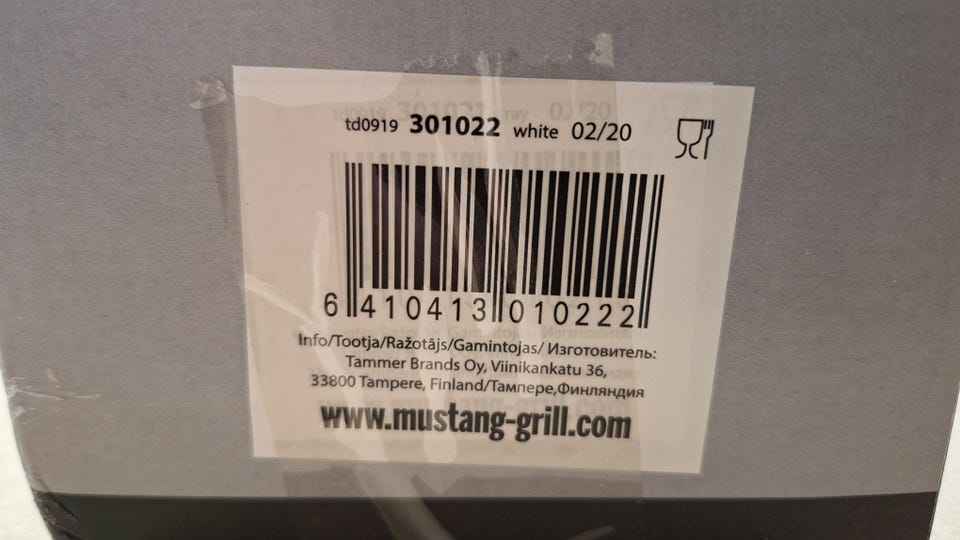 td0919 301022 white 02/20
6 410413 010222
Info/Tootja/Ražotājs/Gamintojas/ Изготовитель:
Tammer Brands Oy, Viinikankatu 36,
33800 Tampere, Finland/Тампере,Финляндия
www.mustang-grill.com